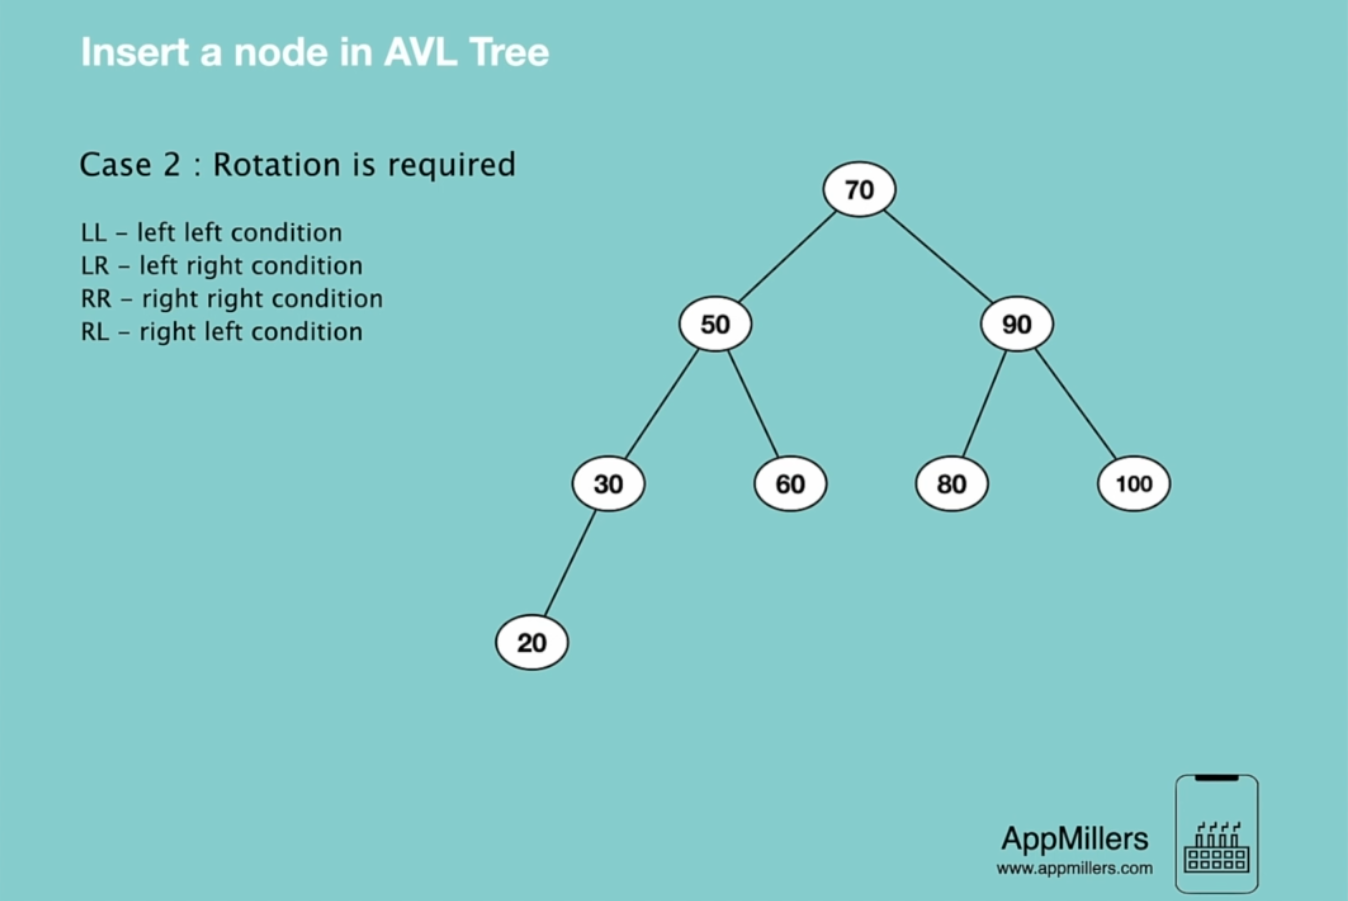 Insert a node in AVL Tree
Case 2 : Rotation is required
LL – left left condition
LR – left right condition
RR – right right condition
RL – right left condition
70
50
90
30
60
80
100
20
AppMillers
www.appmillers.com